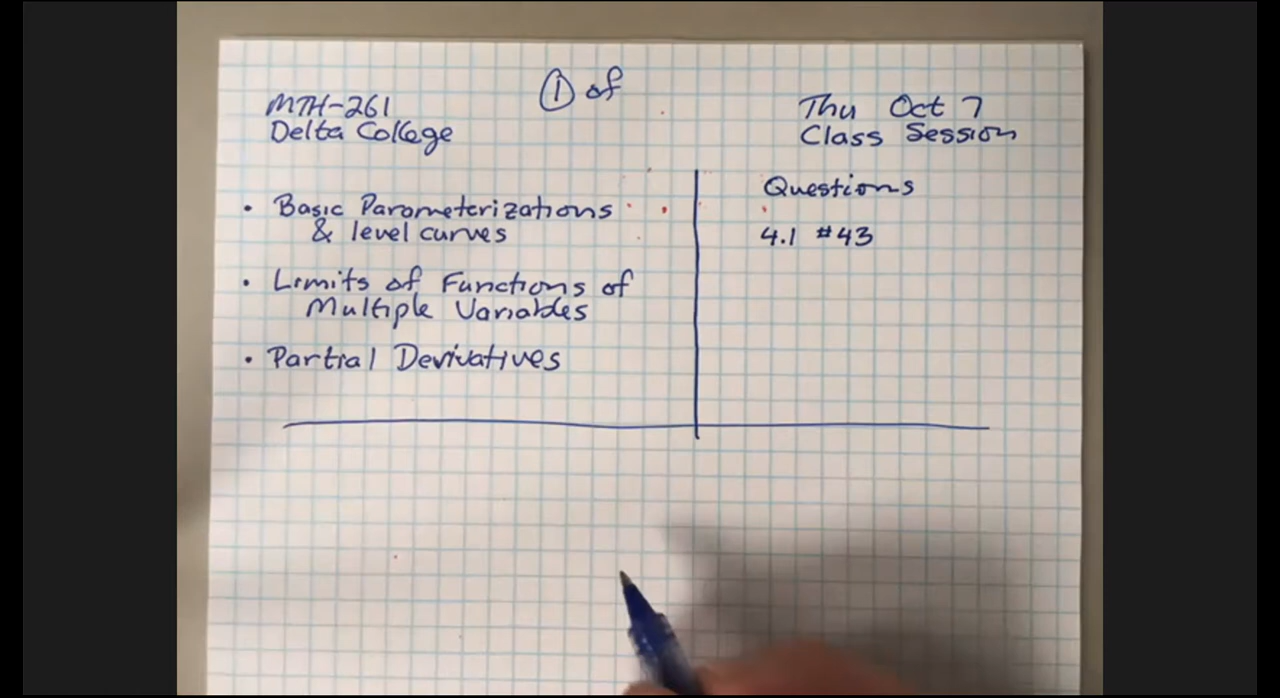 ① of
MTH-261
Delta College
Thu Oct 7
Class Session
• Basic Parameterizations
& level curves
• Limits of Functions of
Multiple Variables
• Partial Derivatives
Questions
4.1 #43